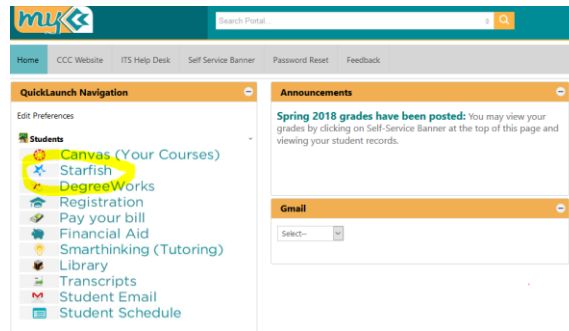 my
Search Portal...
Home CCC Website ITS Help Desk Self Service Banner Password Reset Feedback
QuickLaunch Navigation
Edit Preferences
Students
Canvas (Your Courses)
Starfish
DegreeWorks
Registration
Pay your bill
Financial Aid
Smarthinking (Tutoring)
Library
Transcripts
Student Email
Student Schedule
Announcements
Spring 2018 grades have been posted: You may view your
grades by clicking on Self-Service Banner at the top of this page and
viewing your student records.
Gmail
Select--